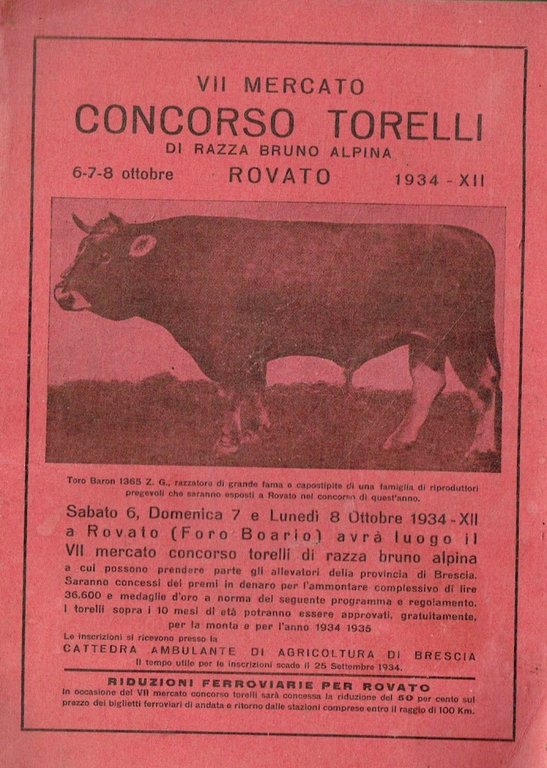 VII MERCATO
CONCORSO TORELLI
DI RAZZA BRUNO ALPINA
6-7-8 ottobre ROVATO 1934 - XII
Toro Baron 1365 Z. G., razzatore di grande fama e capostipite di una famiglia di riproduttori
pregevoli che saranno esposti a Rovato nel concorso di quest'anno.
Sabato 6, Domenica 7 e Lunedì 8 Ottobre 1934 - XII
a Rovato (Foro Boario) avrà luogo il
VII mercato concorso torelli di razza bruno alpina
a cui possono prendere parte gli allevatori della provincia di Brescia.
Saranno concessi dei premi in denaro per l'ammontare complessivo di lire
36.600 e medaglie d'oro a norma del seguente programma e regolamento.
I torelli sopra i 10 mesi di età potranno essere approvati, gratuitamente,
per la monta e per l'anno 1934 1935
Le inscrizioni si ricevono presso la
CATTEDRA AMBULANTE DI AGRICOLTURA DI BRESCIA
Il tempo utile per le inscrizioni scade il 25 Settembre 1934.
RIDUZIONI FERROVIARIE PER ROVATO
In occasione del VII mercato concorso torelli sarà concessa la riduzione del 50 per cento sul
prezzo dei biglietti ferroviari di andata e ritorno dalle stazioni comprese entro il raggio di 100 Km.